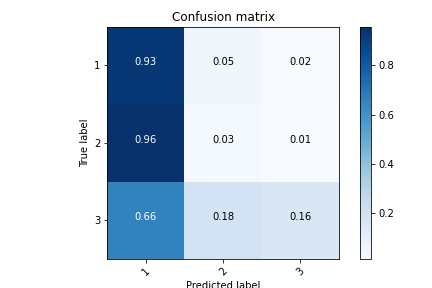 Confusion matrix
True label
1 0.93 0.05 0.02
2 0.96 0.03 0.01
3 0.66 0.18 0.16
1 2 3
Predicted label
0.8
0.6
0.4
0.2